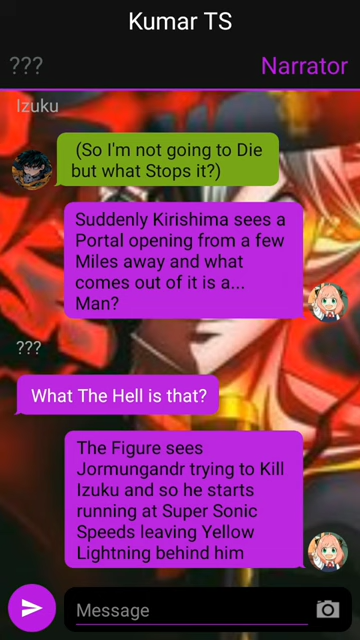 Kumar TS
???
Narrator
Izuku
(So I'm not going to Die
but what Stops it?)
Suddenly Kirishima sees a
Portal opening from a few
Miles away and what
comes out of it is a...
Man?
???
What The Hell is that?
The Figure sees
Jormungandr trying to Kill
Izuku and so he starts
running at Super Sonic
Speeds leaving Yellow
Lightning behind him
Message